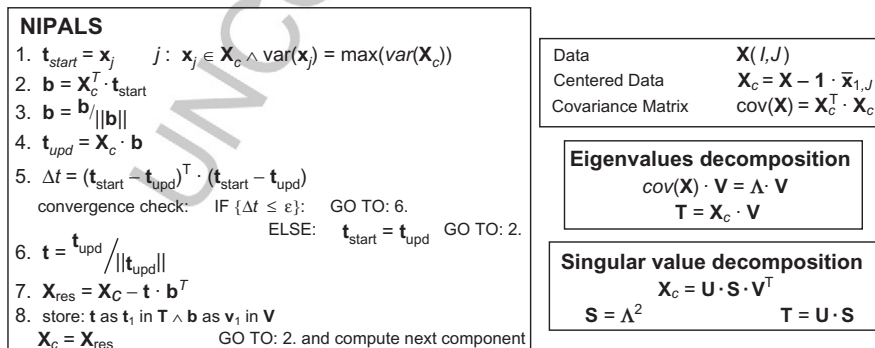 UNCO
NIPALS
1. t_start = x_j j : x_j ∈ X_c ∧ var(x_j) = max(var(X_c))
2. b = X_c^T · t_start
3. b = b/||b||
4. t_upd = X_c · b
5. Δt = (t_start – t_upd)^T · (t_start – t_upd)
convergence check: IF {Δt ≤ ε}: GO TO: 6.
ELSE: t_start = t_upd GO TO: 2.
6. t = t_upd/||t_upd||
7. X_res = X_C – t · b^T
8. store: t as t_1 in T ∧ b as v_1 in V
X_c = X_res GO TO: 2. and compute next component
Data X(I,J)
Centered Data X_c = X – 1 · x̄_1,J
Covariance Matrix cov(X) = X_c^T · X_c
Eigenvalues decomposition
cov(X) · V = Λ · V
T = X_c · V
Singular value decomposition
X_c = U · S · V^T
S = Λ^2 T = U · S